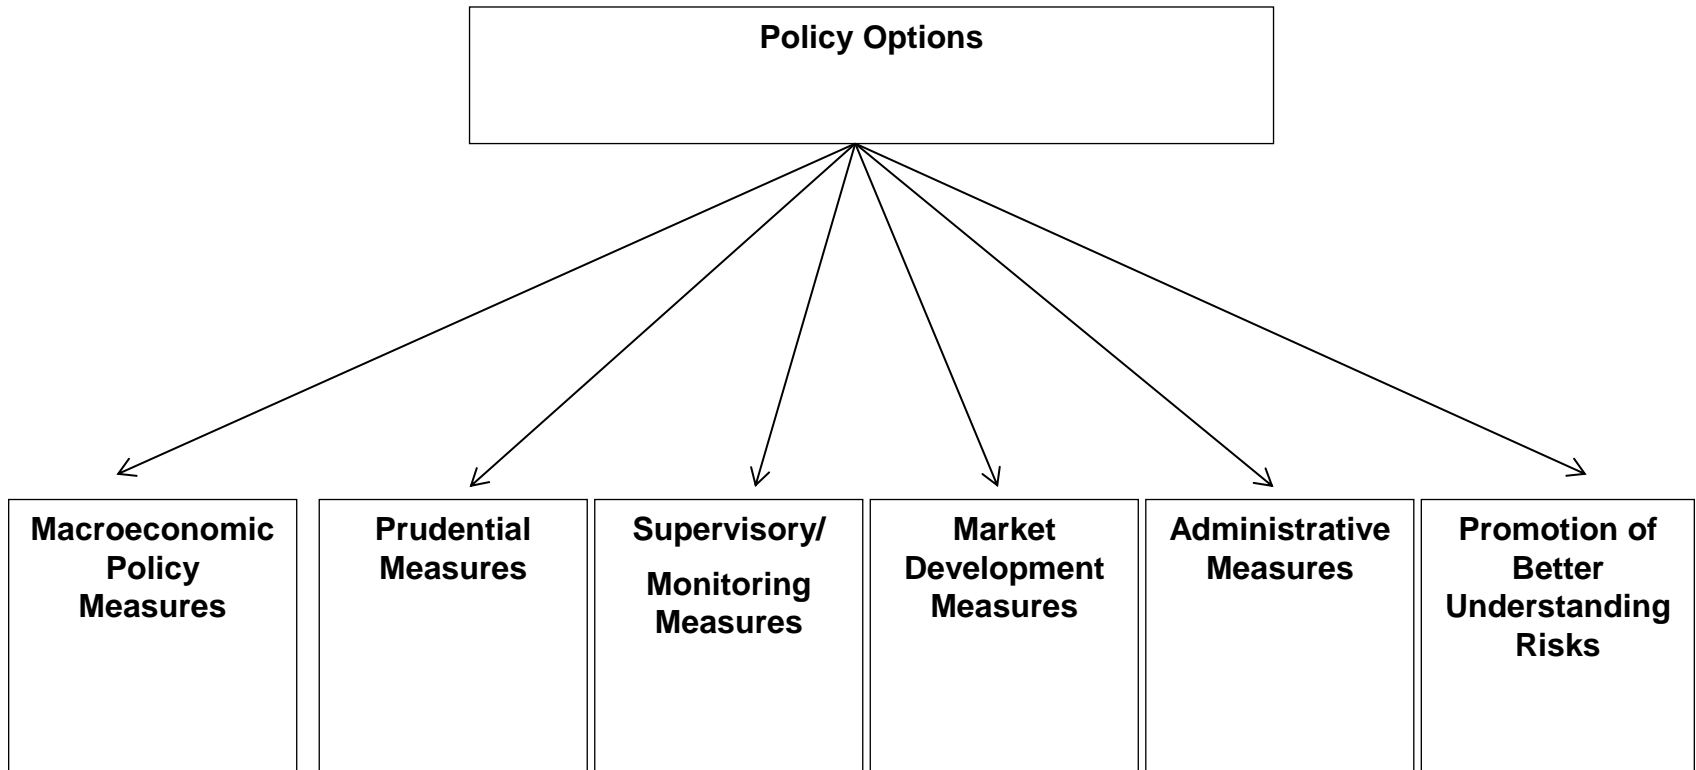 Policy Options
Macroeconomic
Policy
Measures
Prudential
Measures
Supervisory/
Monitoring
Measures
Market
Development
Measures
Administrative
Measures
Promotion of
Better
Understanding
Risks